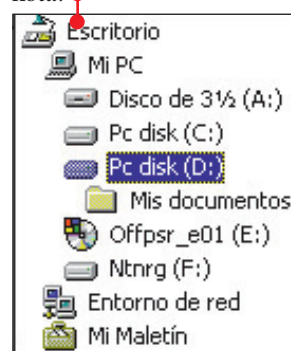 Escritorio
Mi PC
Disco de 3½ (A:)
Pc disk (C:)
Pc disk (D:)
Mis documentos
Offpsr_e01 (E:)
Ntnrg (F:)
Entorno de red
Mi Maletín